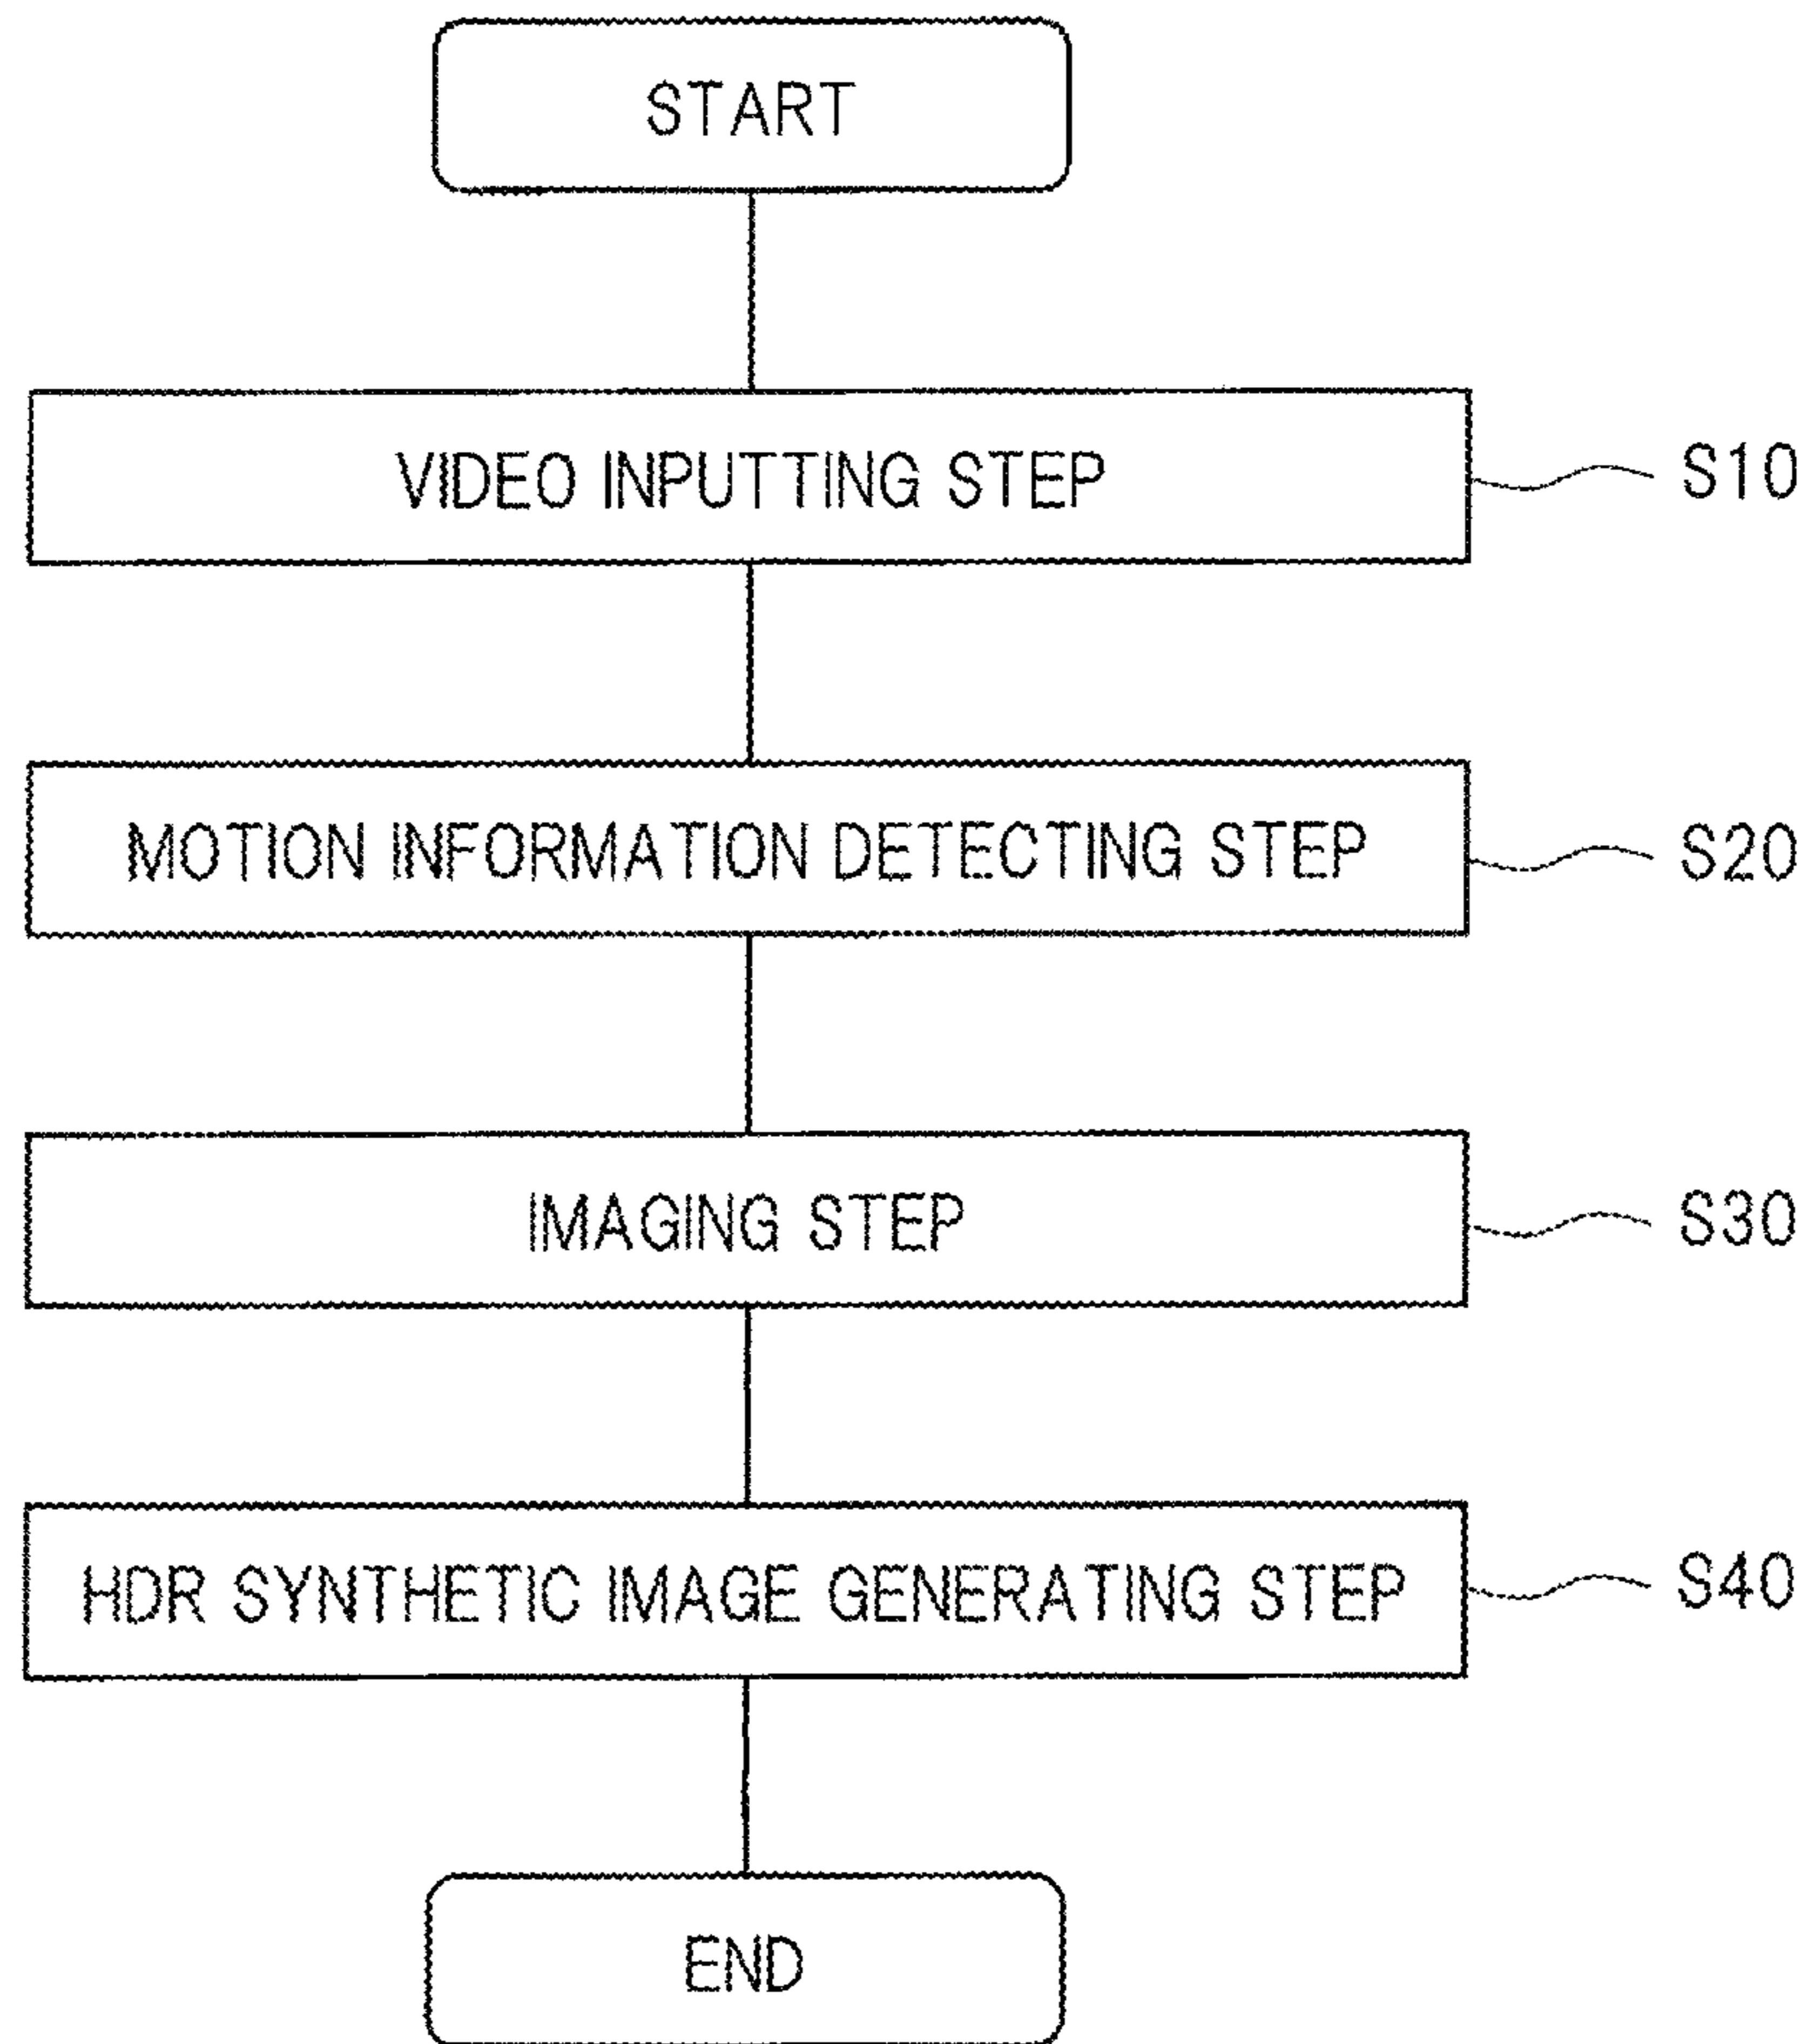 START
VIDEO INPUTTING STEP
S10
MOTION INFORMATION DETECTING STEP
S20
IMAGING STEP
S30
HDR SYNTHETIC IMAGE GENERATING STEP
S40
END